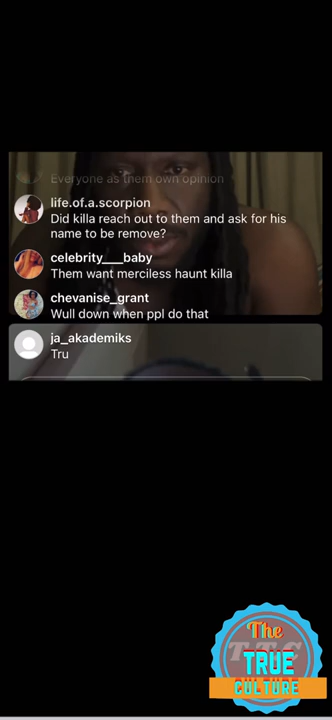 Everyone as them own opinion
life.of.a.scorpion
Did killa reach out to them and ask for his
name to be remove?
celebrity___baby
Them want merciless haunt killa
chevanise_grant
Wull down when ppl do that
ja_akademiks
Tru
The
TTC
TRUE
CULTURE